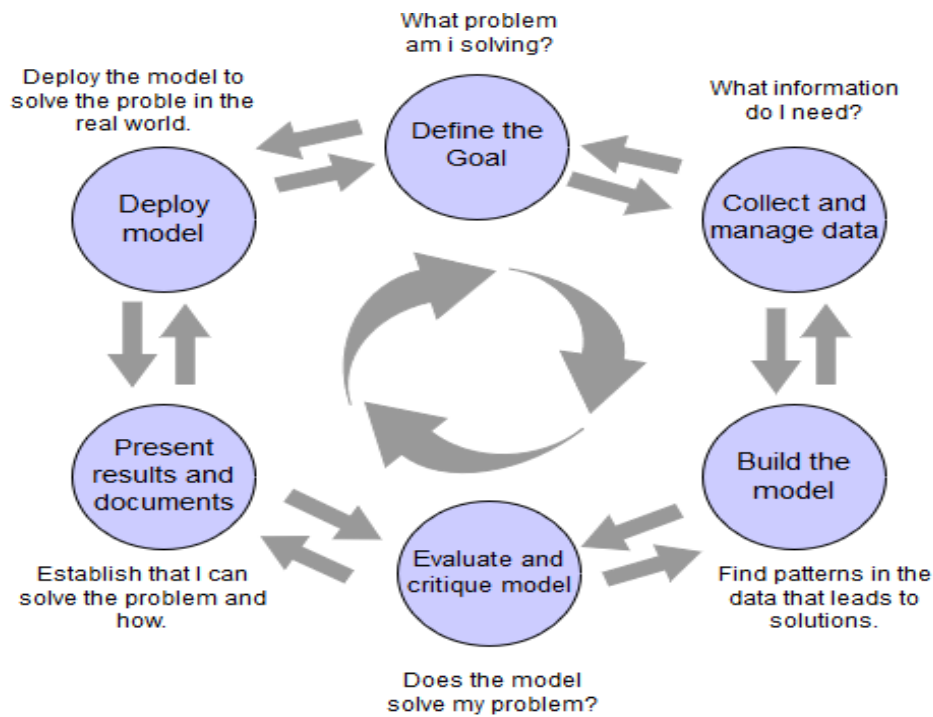 What problem
am i solving?
Define the
Goal
What information
do I need?
Collect and
manage data
Build the
model
Find patterns in the
data that leads to
solutions.
Evaluate and
critique model
Does the model
solve my problem?
Present
results and
documents
Establish that I can
solve the problem and
how.
Deploy the model to
solve the proble in the
real world.
Deploy
model